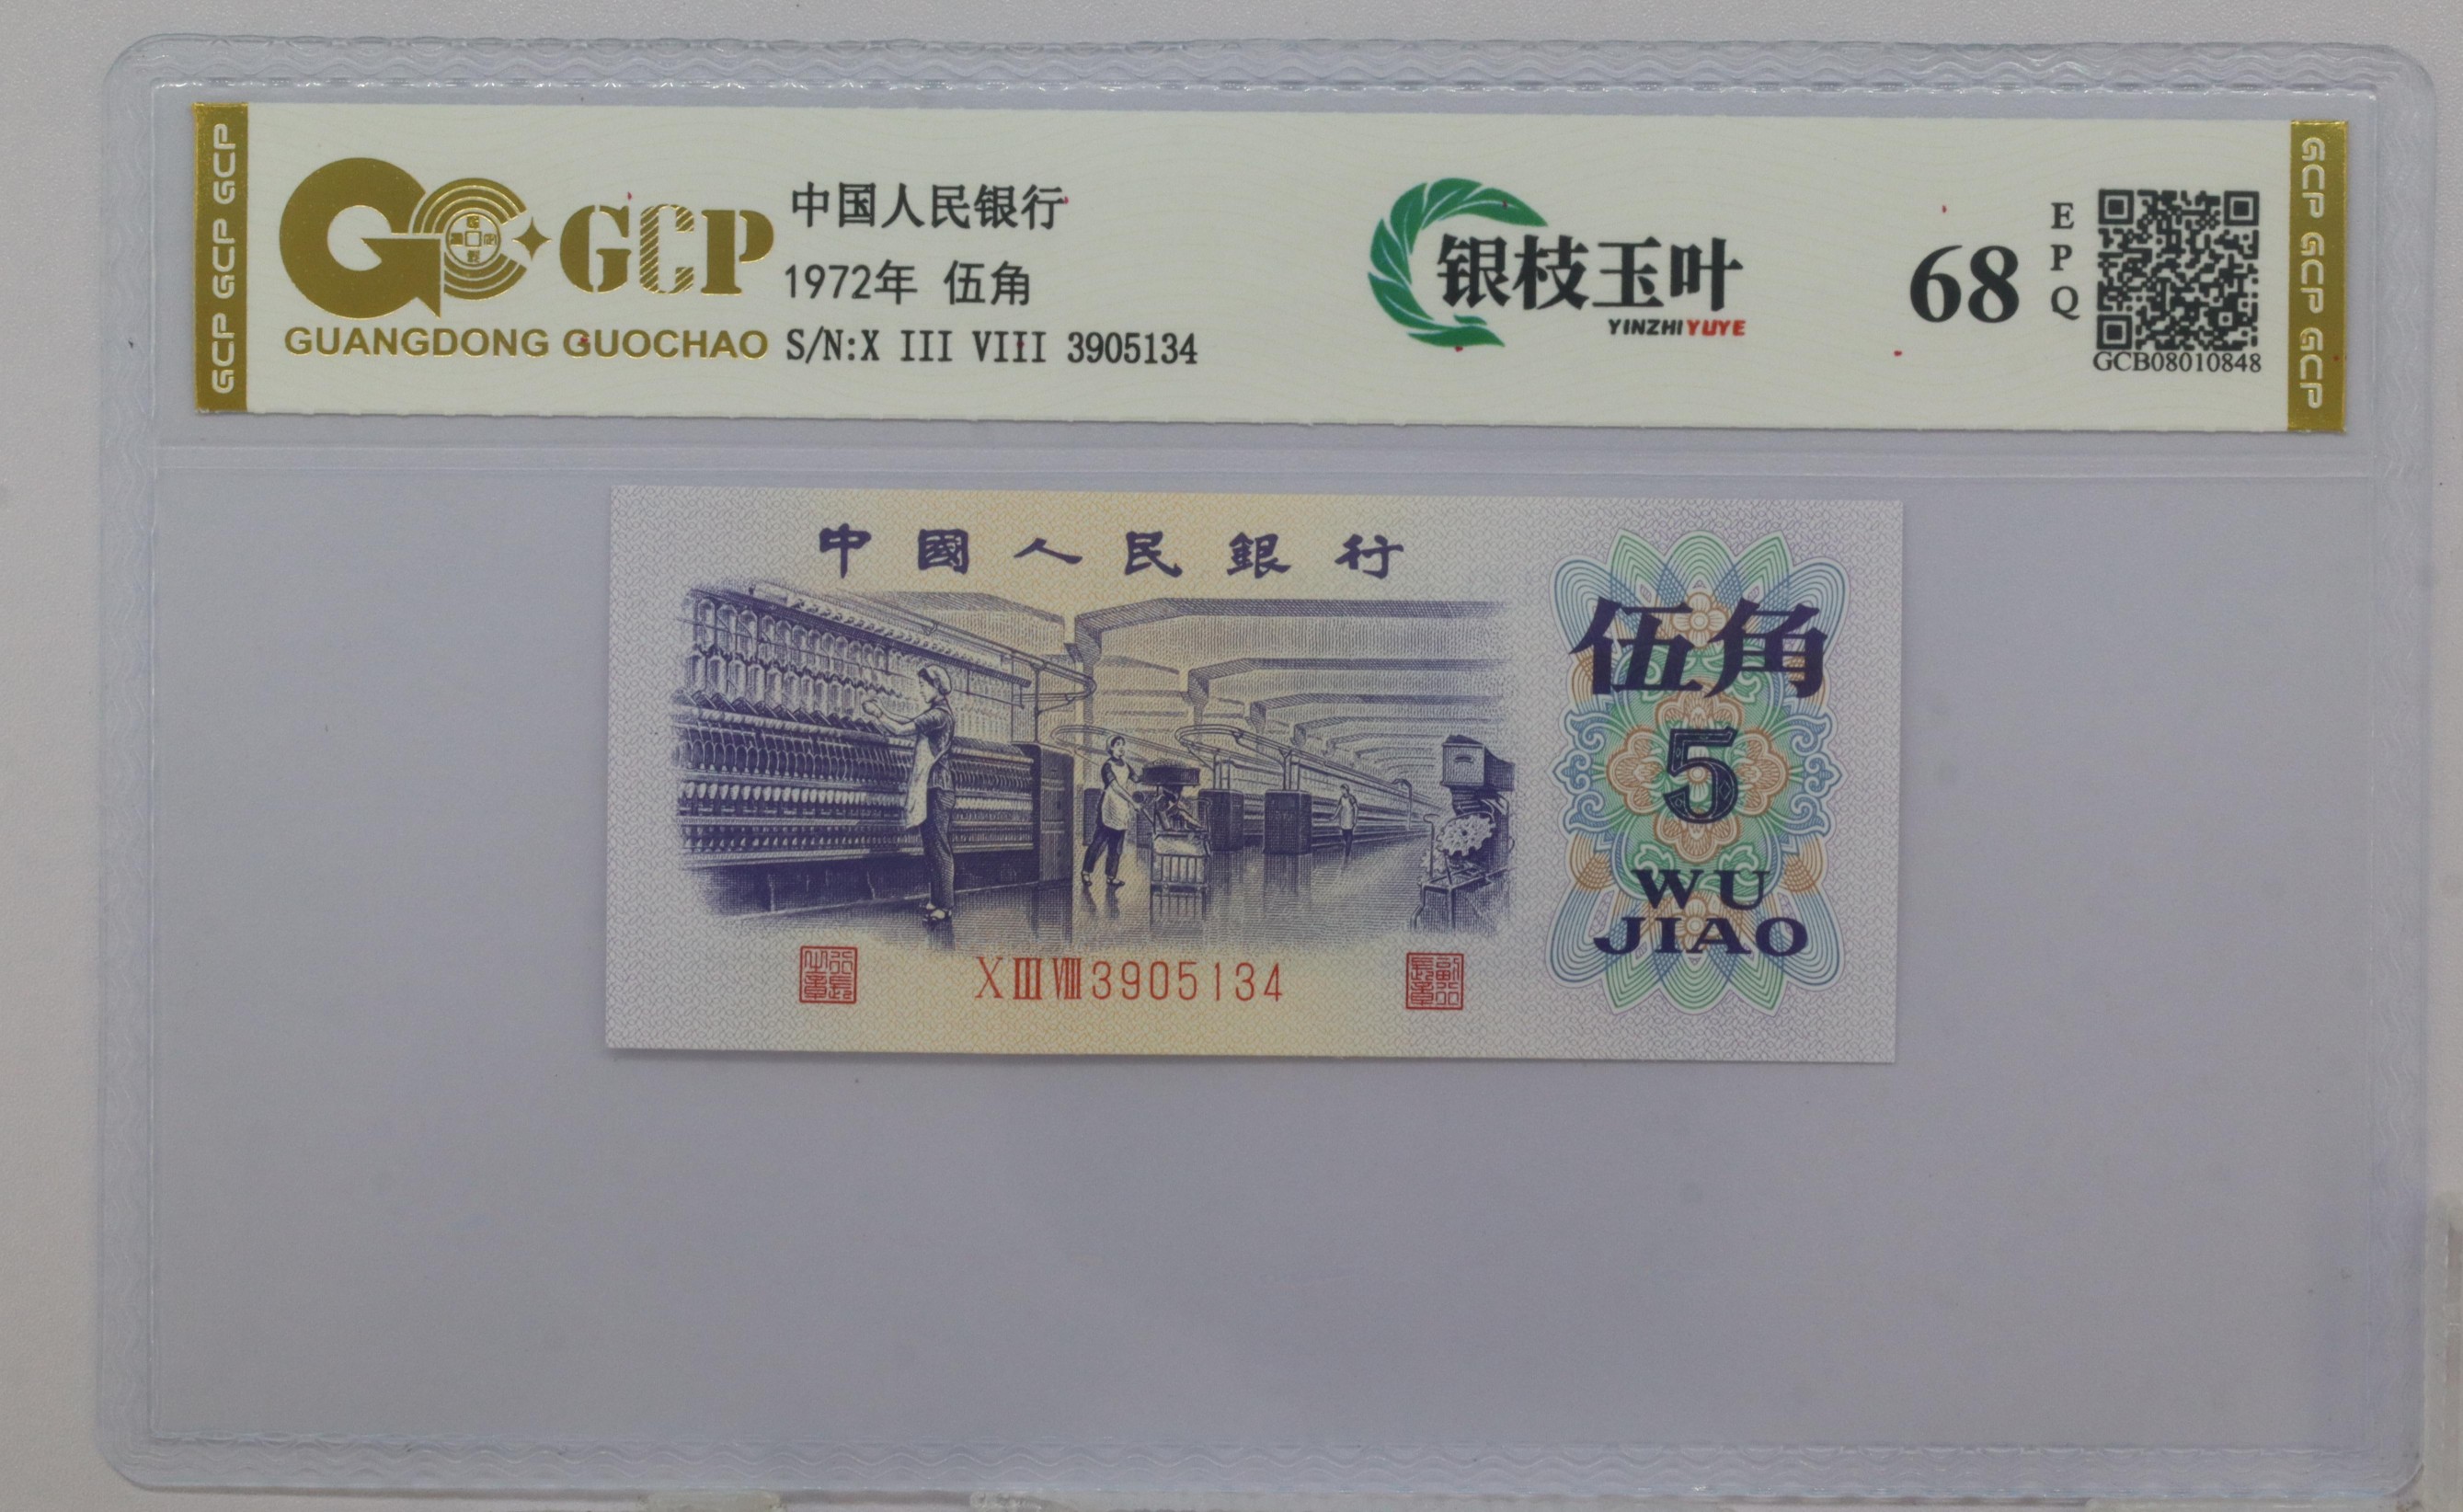 GCP GCP GCP
GCP
GUANGDONG GUOCHAO
中国人民银行
1972年 伍角
S/N:X III VIII 3905134
银枝玉叶
YINZHIYUYE
68
EPQ
GCB08010848
GCP GCP GCP
中國人民銀行
伍角
5
WU
JIAO
X III VIII 3905134